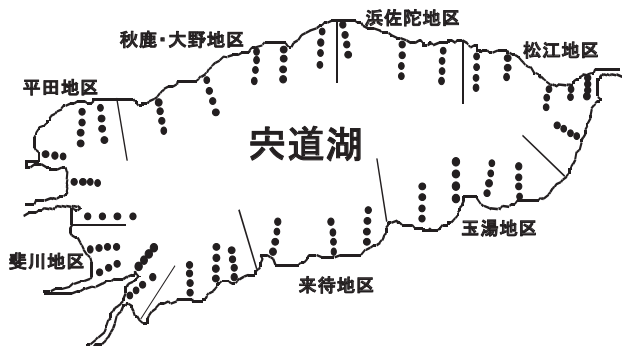 浜佐陀地区
秋鹿・大野地区
松江地区
平田地区
宍道湖
玉湯地区
斐川地区
来待地区